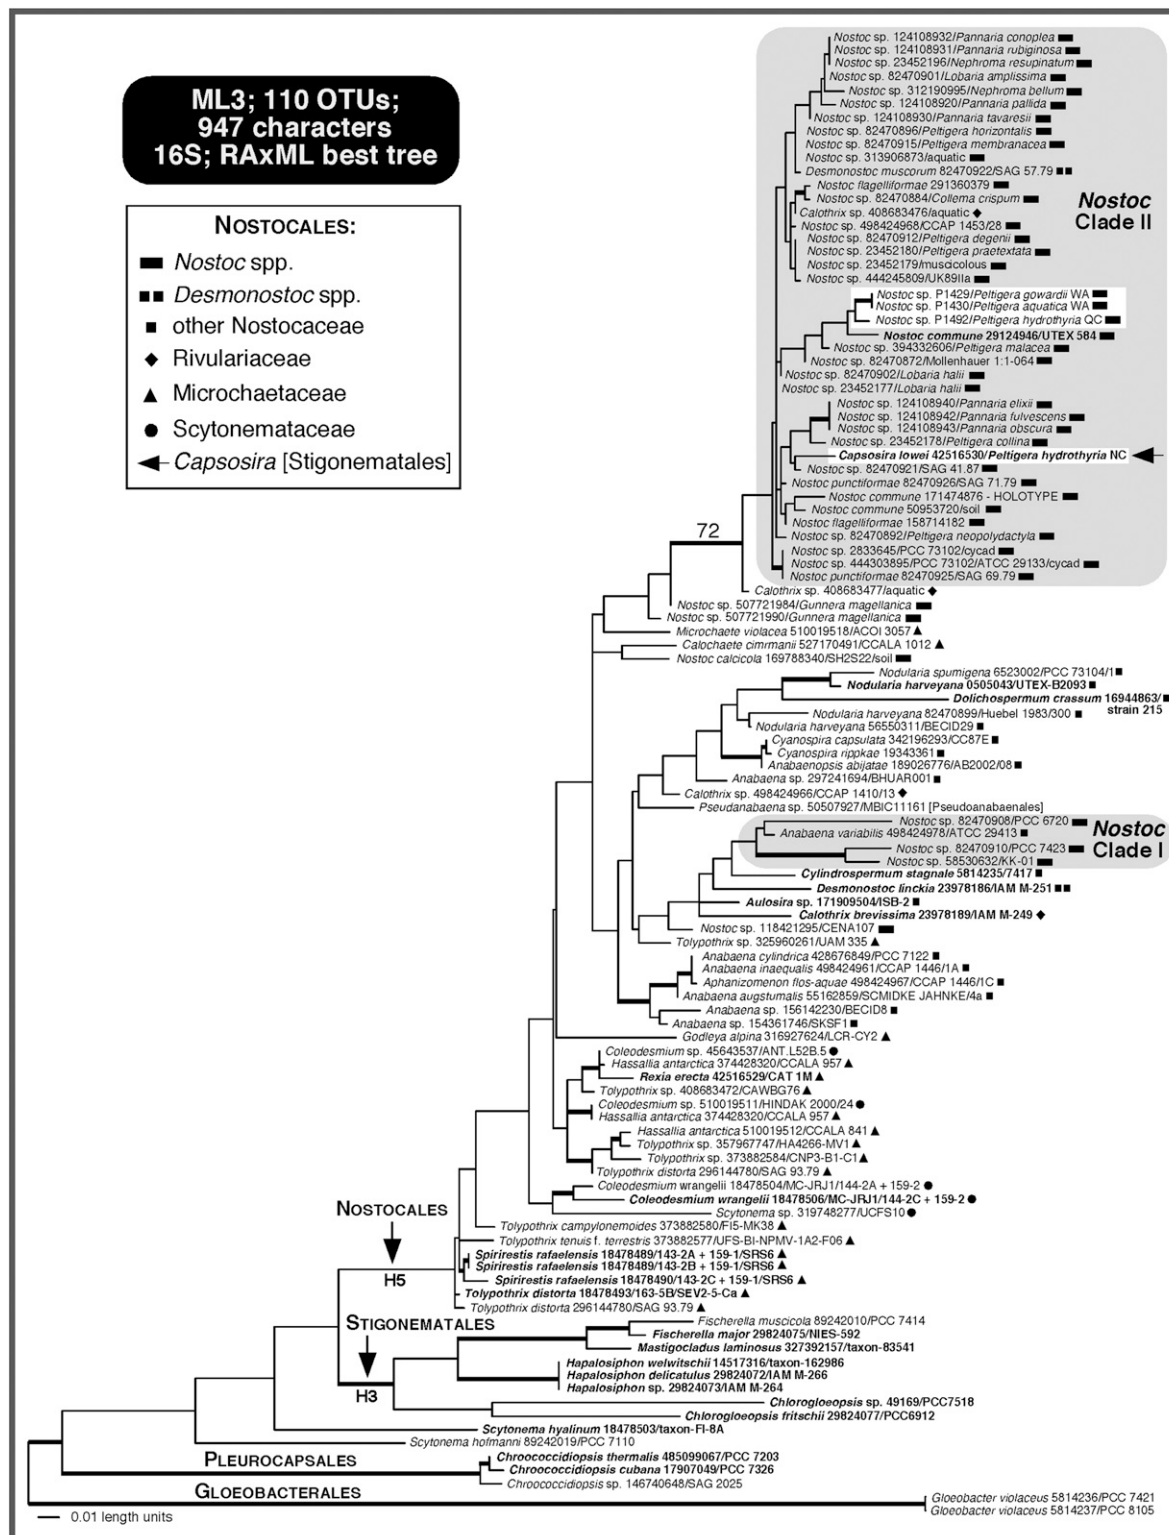 ML3; 110 OTUs;
947 characters
16S; RAxML best tree
NOSTOCALES:
Nostoc spp.
Desmonostoc spp.
other Nostocaceae
Rivulariaceae
Microchaetaceae
Scytonemataceae
Capsosira [Stigonematales]
Nostoc sp. 124108932/Pannaria conoplea
Nostoc sp. 124108931/Pannaria rubiginosa
Nostoc sp. 23452196/Nephroma resupinatum
Nostoc sp. 82470901/Lobaria amplissima
Nostoc sp. 312190995/Nephroma bellum
Nostoc sp. 124108920/Pannaria pallida
Nostoc sp. 124108930/Pannaria tavaresii
Nostoc sp. 82470896/Peltigera horizontalis
Nostoc sp. 82470915/Peltigera membranacea
Nostoc sp. 313906873/aquatic
Desmonostoc muscorum 82470922/SAG 57.79
Nostoc flagelliformae 291360379
Nostoc sp. 82470884/Collema crispum
Calothrix sp. 408683476/aquatic
Nostoc sp. 498424968/CCAP 1453/28
Nostoc sp. 82470912/Peltigera degenii
Nostoc sp. 23452180/Peltigera praetextata
Nostoc sp. 23452179/muscicolous
Nostoc sp. 444245809/UK89IIa
Nostoc
Clade II
Nostoc sp. P1429/Peltigera gowardii WA
Nostoc sp. P1430/Peltigera aquatica WA
Nostoc sp. P1492/Peltigera hydrothyria QC
Nostoc commune 29124946/UTEX 584
Nostoc sp. 394332606/Peltigera malacea
Nostoc sp. 82470872/Mollenhauer 1:1-064
Nostoc sp. 82470902/Lobaria halii
Nostoc sp. 23452177/Lobaria halii
Nostoc sp. 124108940/Pannaria elixii
Nostoc sp. 124108942/Pannaria fulvescens
Nostoc sp. 124108943/Pannaria obscura
Nostoc sp. 23452178/Peltigera collina
Capsosira lowei 42516530/Peltigera hydrothyria NC
Nostoc sp. 82470921/SAG 41.87
Nostoc punctiformae 82470926/SAG 71.79
Nostoc commune 171474876 - HOLOTYPE
Nostoc commune 50953720/soil
Nostoc flagelliformae 158714182
Nostoc sp. 82470892/Peltigera neopolydactyla
72
Nostoc sp. 2833645/PCC 73102/cycad
Nostoc sp. 444303895/PCC 73102/ATCC 29133/cycad
Nostoc punctiformae 82470925/SAG 69.79
Calothrix sp. 408683477/aquatic
Nostoc sp. 507721984/Gunnera magellanica
Nostoc sp. 507721990/Gunnera magellanica
Microchaete violacea 510019518/ACOI 3057
Calochaete cimrmanii 527170491/CCALA 1012
Nostoc calcicola 169788340/SH2S22/soil
Nodularia spumigena 6523002/PCC 73104/1
Nodularia harveyana 0505043/UTEX-B2093
Dolichospermum crassum 16944863/
strain 215
Nodularia harveyana 82470899/Huebel 1983/300
Nodularia harveyana 56550311/BECID29
Cyanospira capsulata 342196293/CC87E
Cyanospira rippkae 19343361
Anabaenopsis abijatae 189026776/AB2002/08
Anabaena sp. 297241694/BHUAR001
Calothrix sp. 498424966/CCAP 1410/13
Pseudanabaena sp. 50507927/MBIC11161 [Pseudoanabaenales]
Nostoc sp. 82470908/PCC 6720
Anabaena variabilis 498424978/ATCC 29413
Nostoc sp. 82470910/PCC 7423
Nostoc sp. 58530632/KK-01
Nostoc
Clade I
Cylindrospermum stagnale 5814235/7417
Desmonostoc linckia 23978186/IAM M-251
Aulosira sp. 171909504/ISB-2
Calothrix brevissima 23978189/IAM M-249
Nostoc sp. 118421295/CENA107
Tolypothrix sp. 325960261/UAM 335
Anabaena cylindrica 428676849/PCC 7122
Anabaena inaequalis 498424961/CCAP 1446/1A
Aphanizomenon flos-aquae 498424967/CCAP 1446/1C
Anabaena augstumalis 55162859/SCMIDKE JAHNKE/4a
Anabaena sp. 156142230/BECID8
Anabaena sp. 154361746/SKSF1
Godleya alpina 316927624/LCR-CY2
Coleodesmium sp. 45643537/ANT.L52B.5
Hassallia antarctica 374428320/CCALA 957
Rexia erecta 42516529/CAT 1M
Tolypothrix sp. 408683472/CAWBG76
Coleodesmium sp. 510019511/HINDAK 2000/24
Hassallia antarctica 374428320/CCALA 957
Hassallia antarctica 510019512/CCALA 841
Tolypothrix sp. 357967747/HA4266-MV1
Tolypothrix sp. 373882584/CNP3-B1-C1
Tolypothrix distorta 296144780/SAG 93.79
Coleodesmium wrangelii 18478504/MC-JRJ1/144-2A + 159-2
Coleodesmium wrangelii 18478506/MC-JRJ1/144-2C + 159-2
Scytonema sp. 319748277/UCFS10
NOSTOCALES
H5
Tolypothrix campylonemoides 373882580/FI5-MK38
Tolypothrix tenuis f. terrestris 373882577/UFS-BI-NPMV-1A2-F06
Spirirestis rafaelensis 18478489/143-2A + 159-1/SRS6
Spirirestis rafaelensis 18478489/143-2B + 159-1/SRS6
Spirirestis rafaelensis 18478490/143-2C + 159-1/SRS6
Tolypothrix distorta 18478493/163-5B/SEV2-5-Ca
Tolypothrix distorta 296144780/SAG 93.79
STIGONEMATALES
H3
Fischerella muscicola 89242010/PCC 7414
Fischerella major 29824075/NIES-592
Mastigocladus laminosus 327392157/taxon-83541
Hapalosiphon welwitschii 14517316/taxon-162986
Hapalosiphon delicatulus 29824072/IAM M-266
Hapalosiphon sp. 29824073/IAM M-264
Chlorogloeopsis sp. 49169/PCC7518
Chlorogloeopsis fritschii 29824077/PCC6912
Scytonema hyalinum 18478503/taxon-FI-8A
Scytonema hofmanni 89242019/PCC 7110
PLEUROCAPSALES
Chroococcidiopsis thermalis 485099067/PCC 7203
Chroococcidiopsis cubana 17907049/PCC 7326
Chroococcidiopsis sp. 146740648/SAG 2025
GLOEOBACTERALES
Gloeobacter violaceus 5814236/PCC 7421
Gloeobacter violaceus 5814237/PCC 8105
0.01 length units